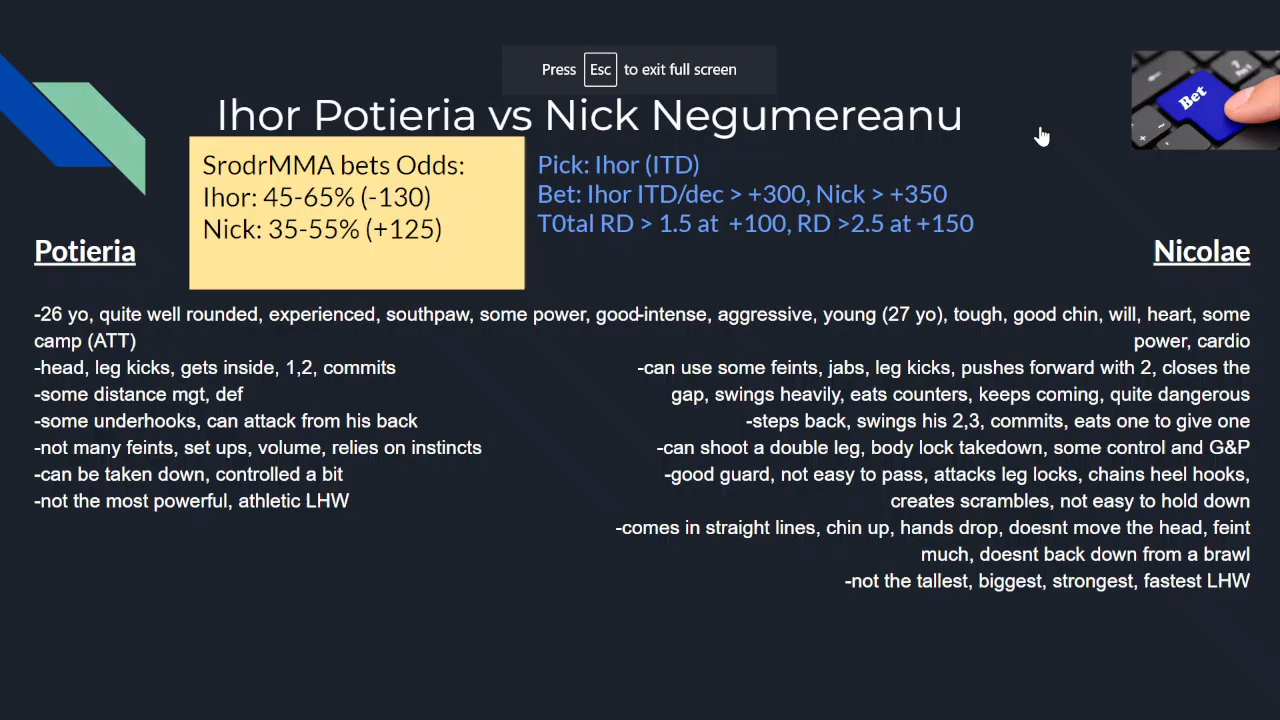 Press Esc to exit full screen
Bet
Ihor Potieria vs Nick Negumereanu
SrodrMMA bets Odds:
Ihor: 45-65% (-130)
Nick: 35-55% (+125)
Pick: Ihor (ITD)
Bet: Ihor ITD/dec > +300, Nick > +350
T0tal RD > 1.5 at +100, RD >2.5 at +150
Potieria
-26 yo, quite well rounded, experienced, southpaw, some power, good
camp (ATT)
-head, leg kicks, gets inside, 1,2, commits
-some distance mgt, def
-some underhooks, can attack from his back
-not many feints, set ups, volume, relies on instincts
-can be taken down, controlled a bit
-not the most powerful, athletic LHW
Nicolae
-intense, aggressive, young (27 yo), tough, good chin, will, heart, some
power, cardio
-can use some feints, jabs, leg kicks, pushes forward with 2, closes the
gap, swings heavily, eats counters, keeps coming, quite dangerous
-steps back, swings his 2,3, commits, eats one to give one
-can shoot a double leg, body lock takedown, some control and G&P
-good guard, not easy to pass, attacks leg locks, chains heel hooks,
creates scrambles, not easy to hold down
-comes in straight lines, chin up, hands drop, doesnt move the head, feint
much, doesnt back down from a brawl
-not the tallest, biggest, strongest, fastest LHW